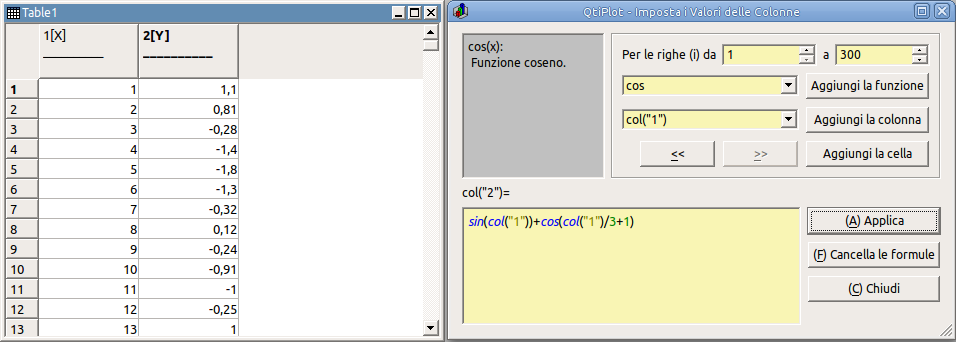 Table1
1[X] 2[Y]
1 1 1,1
2 2 0,81
3 3 -0,28
4 4 -1,4
5 5 -1,8
6 6 -1,3
7 7 -0,32
8 8 0,12
9 9 -0,24
10 10 -0,91
11 11 -1
12 12 -0,25
13 13 1
QtiPlot - Imposta i Valori delle Colonne
cos(x):
Funzione coseno.
Per le righe (i) da 1 a 300
cos Aggiungi la funzione
col("1") Aggiungi la colonna
<< >> Aggiungi la cella
col("2")=
sin(col("1"))+cos(col("1")/3+1)
(A) Applica
(F) Cancella le formule
(C) Chiudi